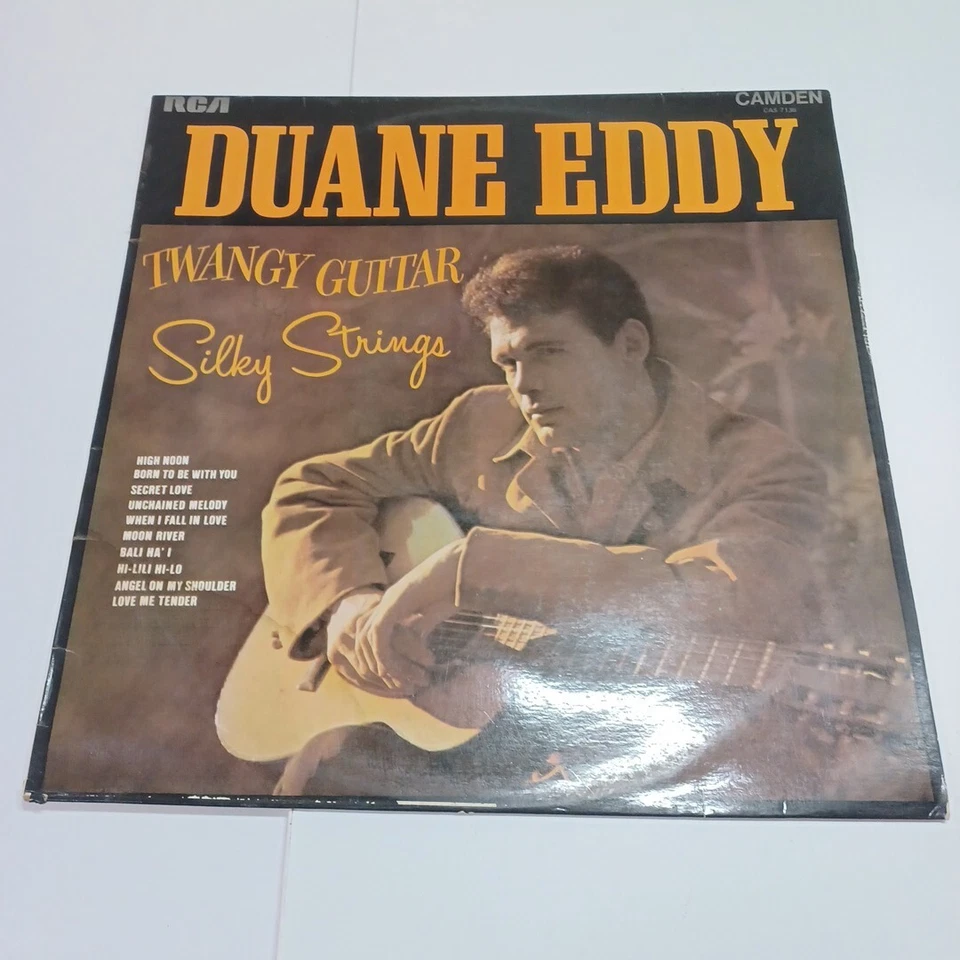 RCA
CAMDEN
DUANE EDDY
TWANGY GUITAR
Silky Strings
HIGH NOON
BORN TO BE WITH YOU
SECRET LOVE
UNCHAINED MELODY
WHEN I FALL IN LOVE
MOON RIVER
BALI HA' I
HI-LILI HI-LO
ANGEL ON MY SHOULDER
LOVE ME TENDER